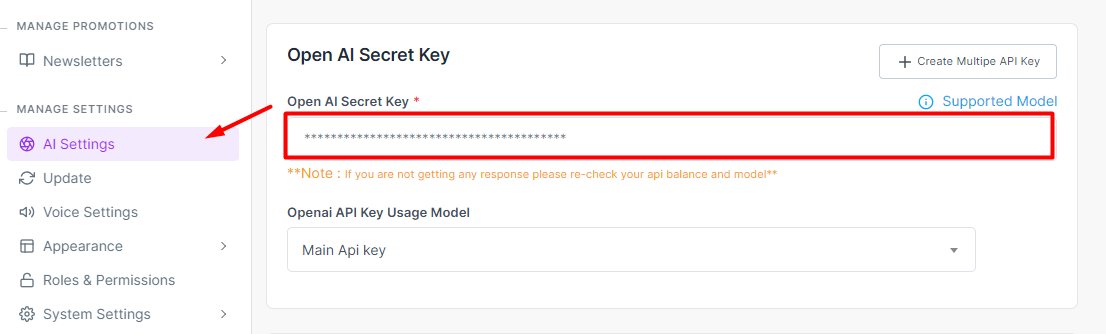 MANAGE PROMOTIONS
Newsletters
MANAGE SETTINGS
AI Settings
Update
Voice Settings
Appearance
Roles & Permissions
System Settings
Open AI Secret Key
Create Multipe API Key
Open AI Secret Key *
Supported Model
****************************************
**Note : If you are not getting any response please re-check your api balance and model**
Openai API Key Usage Model
Main Api key